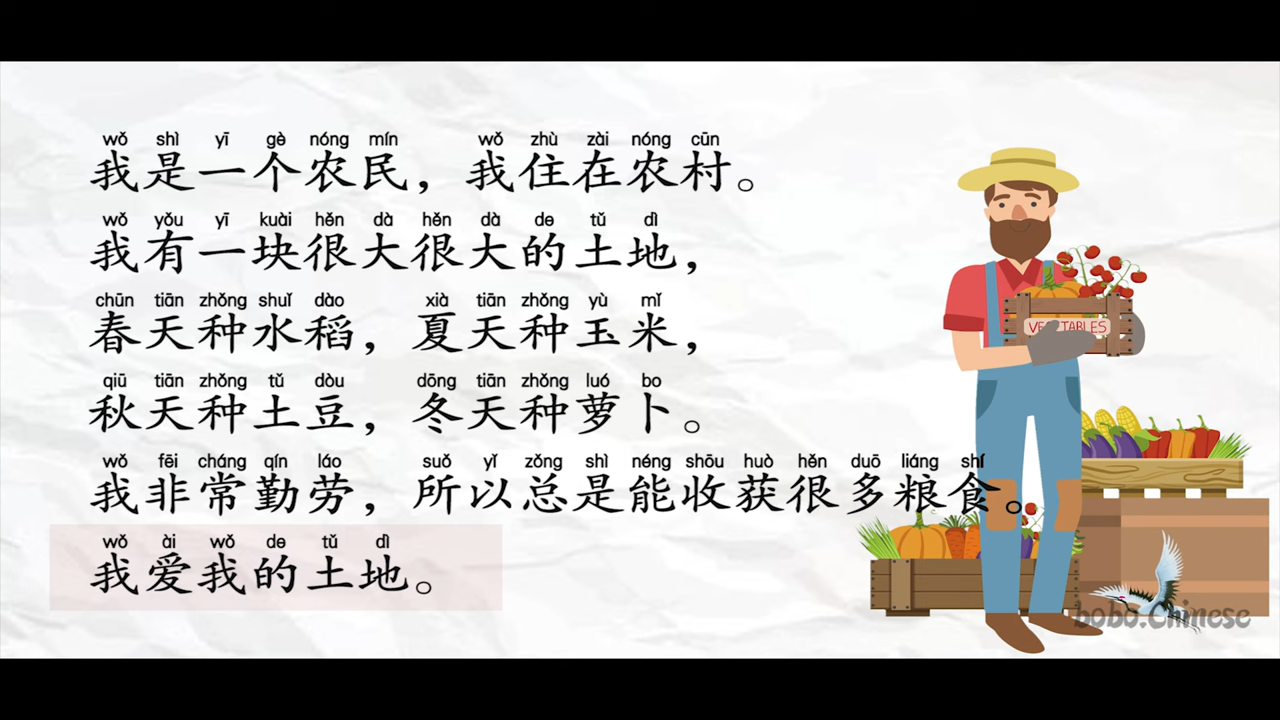 wǒ shì yī gè nóng mín wǒ zhù zài nóng cūn
我是一个农民，我住在农村。
wǒ yǒu yī kuài hěn dà hěn dà de tǔ dì
我有一块很大很大的土地，
chūn tiān zhǒng shuǐ dào xià tiān zhǒng yù mǐ
春天种水稻，夏天种玉米，
qiū tiān zhǒng tǔ dòu dōng tiān zhǒng luó bo
秋天种土豆，冬天种萝卜。
wǒ fēi cháng qín láo suǒ yǐ zǒng shì néng shōu huò hěn duō liáng shí
我非常勤劳，所以总是能收获很多粮食。
wǒ ài wǒ de tǔ dì
我爱我的土地。
VEGETABLES
bobo.Chinese